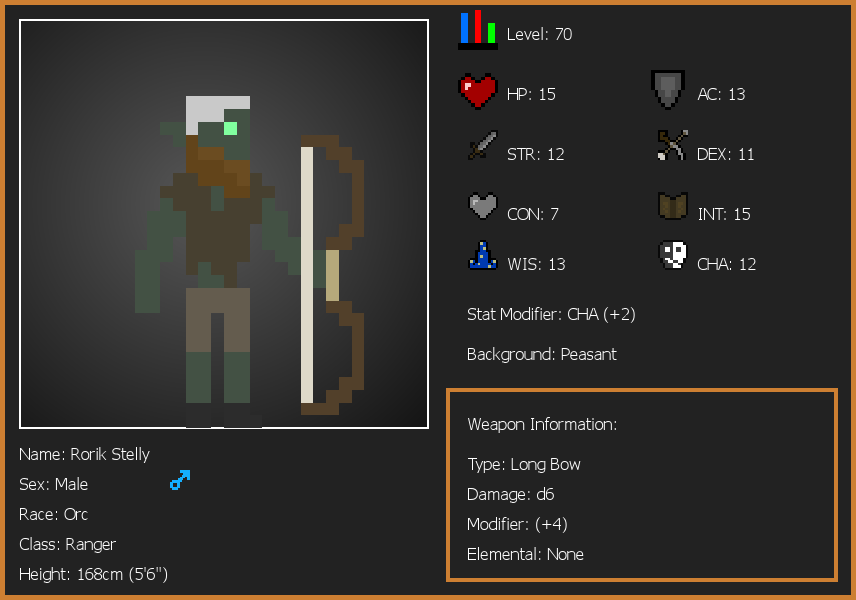 Level: 70
HP: 15
AC: 13
STR: 12
DEX: 11
CON: 7
INT: 15
WIS: 13
CHA: 12
Stat Modifier: CHA (+2)
Background: Peasant
Weapon Information:
Type: Long Bow
Damage: d6
Modifier: (+4)
Elemental: None
Name: Rorik Stelly
Sex: Male
Race: Orc
Class: Ranger
Height: 168cm (5'6")